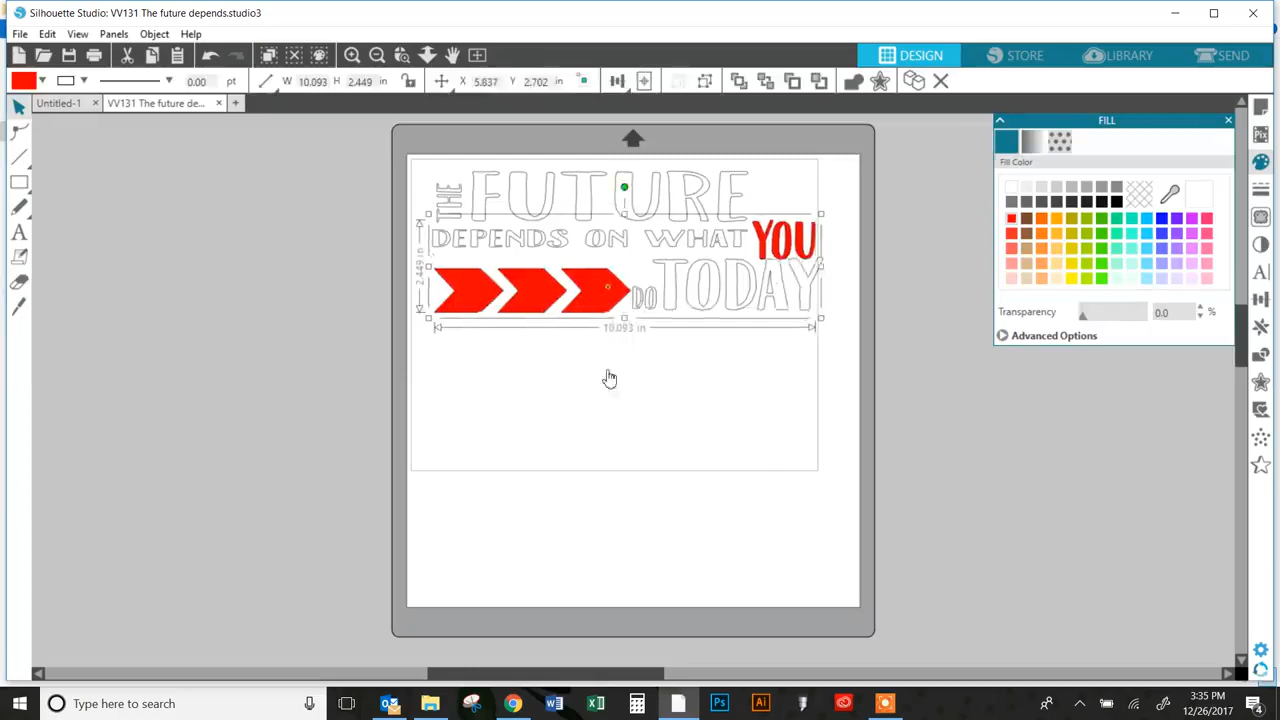 Silhouette Studio: VV131 The future depends.studio3
File Edit View Panels Object Help
DESIGN STORE LIBRARY SEND
0.00 pt W 10.093 H 2.449 in X 5.837 Y 2.702 in
Untitled-1 × VV131 The future de... × +
FILL
Fill Color
Transparency 0.0 %
Advanced Options
THE FUTURE
DEPENDS ON WHAT YOU
DO TODAY
2.449 in
10.093 in
Type here to search
3:35 PM
12/26/2017